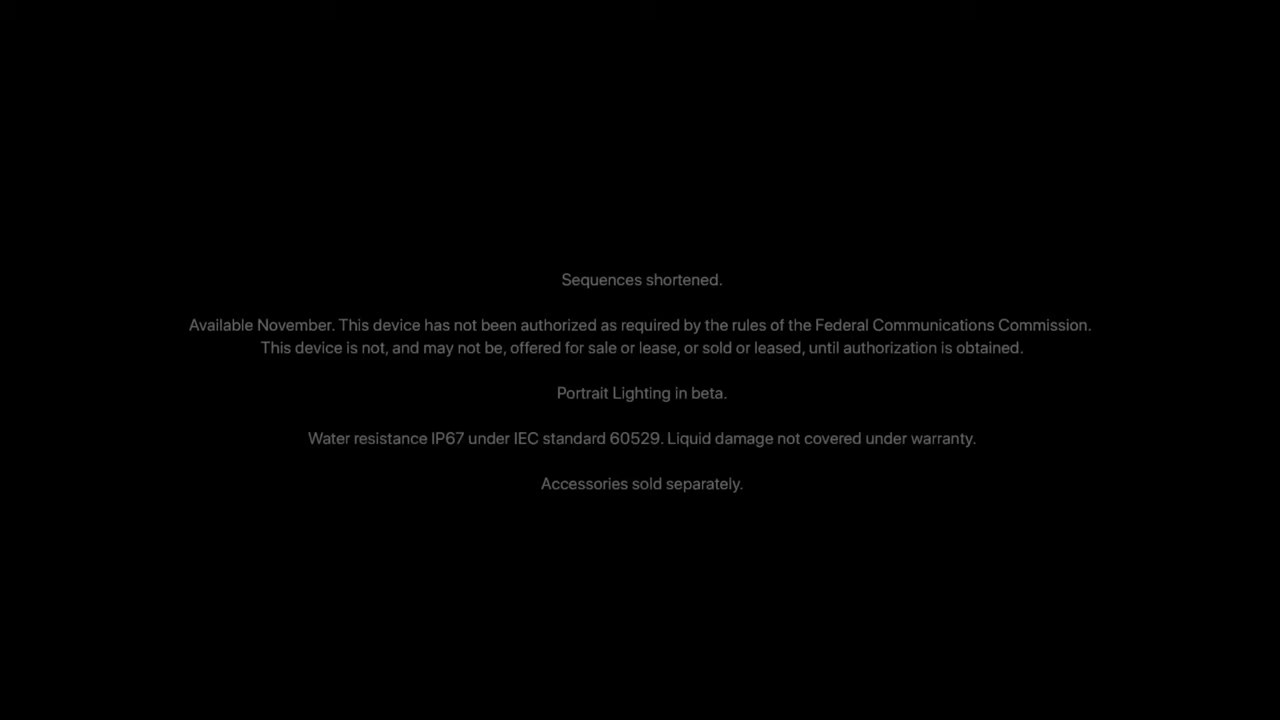 Sequences shortened.
Available November. This device has not been authorized as required by the rules of the Federal Communications Commission.
This device is not, and may not be, offered for sale or lease, or sold or leased, until authorization is obtained.
Portrait Lighting in beta.
Water resistance IP67 under IEC standard 60529. Liquid damage not covered under warranty.
Accessories sold separately.